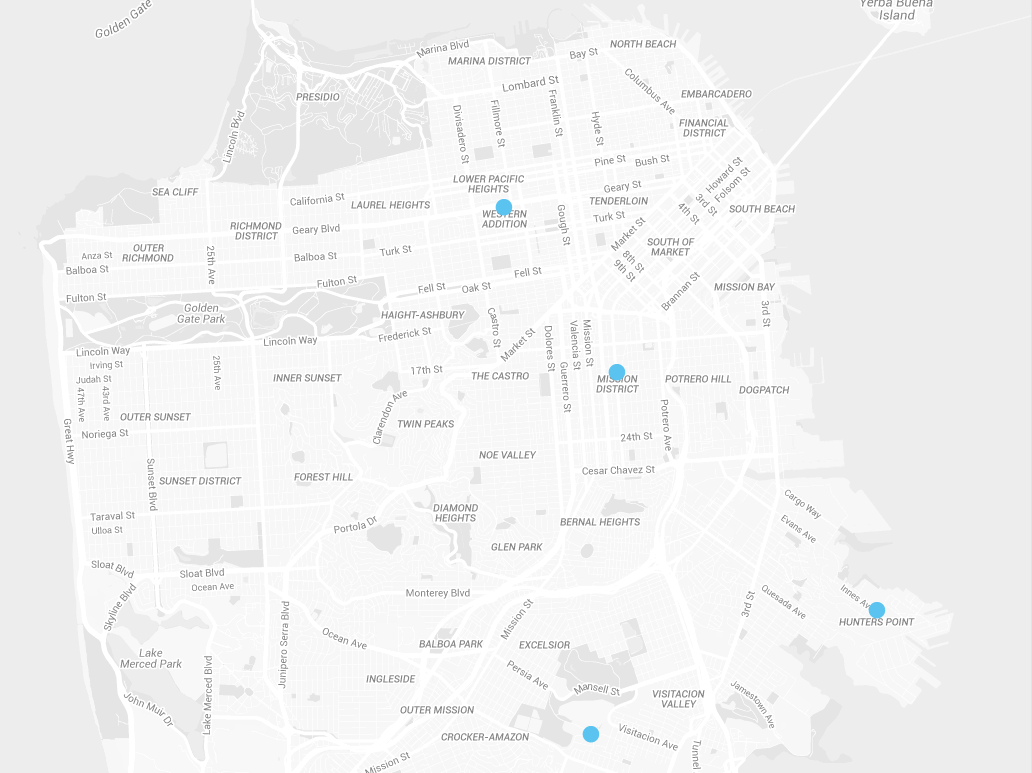 Golden Gate
Yerba Buena
Island
Marina Blvd
NORTH BEACH
Bay St
MARINA DISTRICT
Lombard St
Columbus Ave
PRESIDIO
EMBARCADERO
Lincoln Blvd
Divisadero St
Fillmore St
Franklin St
Hyde St
FINANCIAL
DISTRICT
Pine St
Bush St
Howard St
Folsom St
3rd St
4th St
LOWER PACIFIC
HEIGHTS
SEA CLIFF
California St
LAUREL HEIGHTS
Geary St
TENDERLOIN
WESTERN
ADDITION
Turk St
SOUTH BEACH
Gough St
Market St
RICHMOND
DISTRICT
Geary Blvd
SOUTH OF
MARKET
8th St
9th St
OUTER
RICHMOND
Anza St
Balboa St
25th Ave
Balboa St
Turk St
Fell St
Fulton St
Fulton St
Fell St
Oak St
Brannan St
MISSION BAY
3rd St
Golden
Gate Park
HAIGHT-ASHBURY
Castro St
Frederick St
Market St
Dolores St
Valencia St
Mission St
Guerrero St
Lincoln Way
Lincoln Way
Irving St
Judah St
25th Ave
17th St
INNER SUNSET
THE CASTRO
MISSION
DISTRICT
POTRERO HILL
DOGPATCH
47th Ave
43rd Ave
OUTER SUNSET
Clarendon Ave
TWIN PEAKS
Potrero Ave
Great Hwy
Noriega St
24th St
NOE VALLEY
Cesar Chavez St
Sunset Blvd
SUNSET DISTRICT
FOREST HILL
Cargo Way
Taraval St
Ulloa St
Portola Dr
DIAMOND
HEIGHTS
BERNAL HEIGHTS
Evans Ave
GLEN PARK
Sloat Blvd
Sloat Blvd
Ocean Ave
Skyline Blvd
Monterey Blvd
Mission St
3rd St
Quesada Ave
Innes Ave
HUNTERS POINT
Junipero Serra Blvd
Ocean Ave
BALBOA PARK
EXCELSIOR
Lake
Merced Park
INGLESIDE
Persia Ave
Mansell St
VISITACION
VALLEY
Jamestown Ave
John Muir Dr
Lake Merced Blvd
OUTER MISSION
CROCKER-AMAZON
Visitacion Ave
Tunnel
Mission St